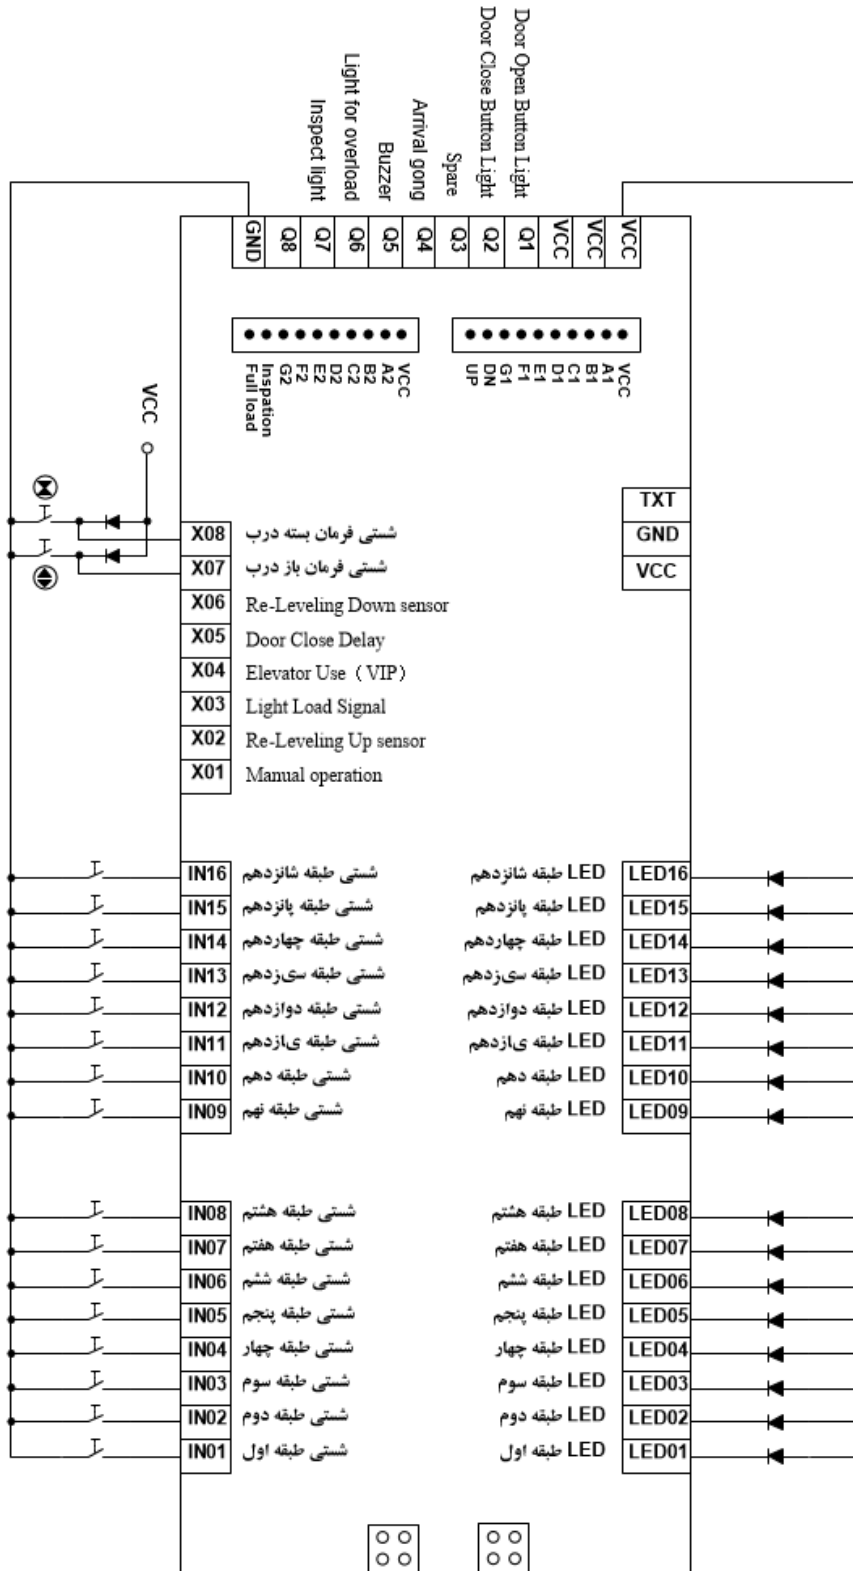 Door Open Button Light
Door Close Button Light
Spare
Arrival gong
Buzzer
Light for overload
Inspect light
GND Q8 Q7 Q6 Q5 Q4 Q3 Q2 Q1 VCC VCC VCC
VCC A2 B2 C2 D2 E2 F2 G2 Inspation Full load
VCC A1 B1 C1 D1 E1 F1 G1 DN UP
VCC
TXT
GND
VCC
X08 شستی فرمان بسته درب
X07 شستی فرمان باز درب
X06 Re-Leveling Down sensor
X05 Door Close Delay
X04 Elevator Use（VIP）
X03 Light Load Signal
X02 Re-Leveling Up sensor
X01 Manual operation
IN16 شستی طبقه شانزدهم LED طبقه شانزدهم LED16
IN15 شستی طبقه پانزدهم LED طبقه پانزدهم LED15
IN14 شستی طبقه چهاردهم LED طبقه چهاردهم LED14
IN13 شستی طبقه سی‌زدهم LED طبقه سی‌زدهم LED13
IN12 شستی طبقه دوازدهم LED طبقه دوازدهم LED12
IN11 شستی طبقه ی‌ازدهم LED طبقه ی‌ازدهم LED11
IN10 شستی طبقه دهم LED طبقه دهم LED10
IN09 شستی طبقه نهم LED طبقه نهم LED09
IN08 شستی طبقه هشتم LED طبقه هشتم LED08
IN07 شستی طبقه هفتم LED طبقه هفتم LED07
IN06 شستی طبقه ششم LED طبقه ششم LED06
IN05 شستی طبقه پنجم LED طبقه پنجم LED05
IN04 شستی طبقه چهار LED طبقه چهار LED04
IN03 شستی طبقه سوم LED طبقه سوم LED03
IN02 شستی طبقه دوم LED طبقه دوم LED02
IN01 شستی طبقه اول LED طبقه اول LED01